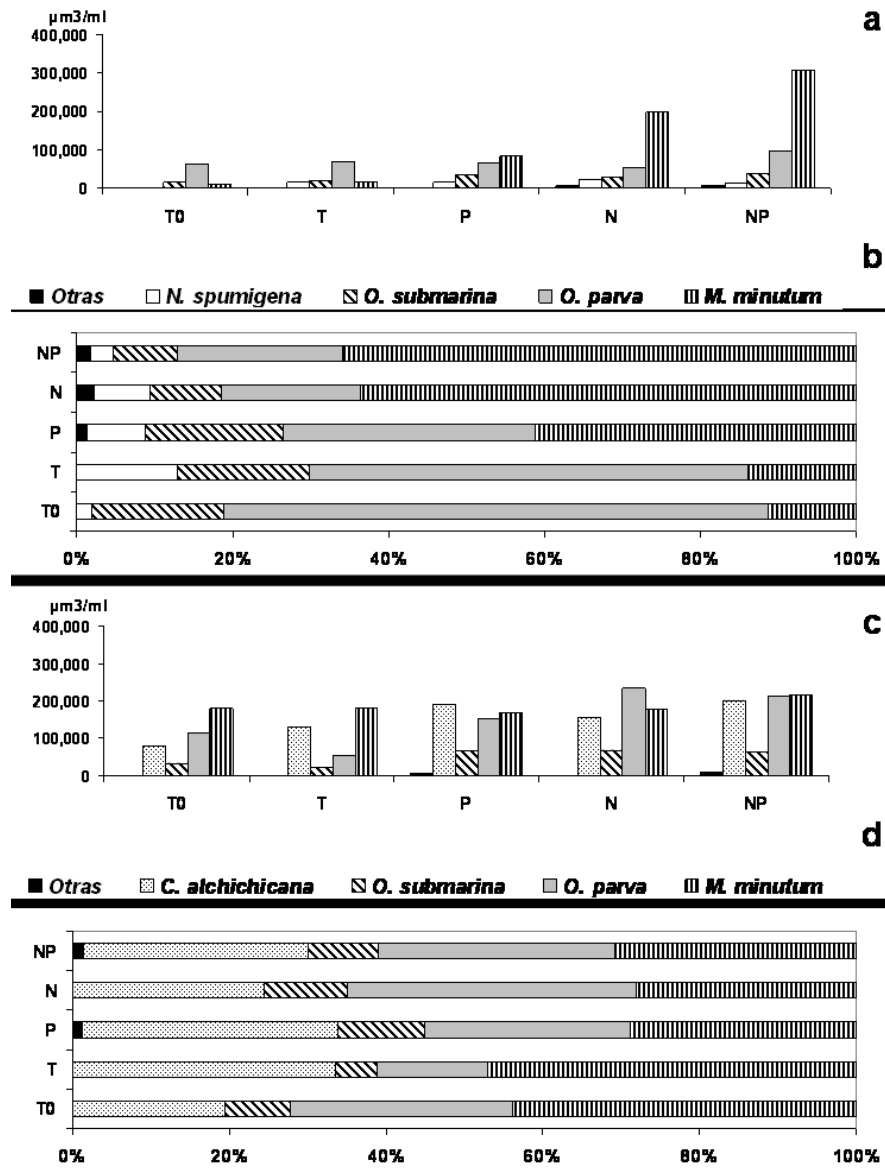 µm3/ml
a
400,000
300,000
200,000
100,000
0
T0 T P N NP
b
Otras N. spumigena O. submarina O. parva M. minutum
NP
N
P
T
T0
0% 20% 40% 60% 80% 100%
µm3/ml
c
400,000
300,000
200,000
100,000
0
T0 T P N NP
d
Otras C. alchichicana O. submarina O. parva M. minutum
NP
N
P
T
T0
0% 20% 40% 60% 80% 100%